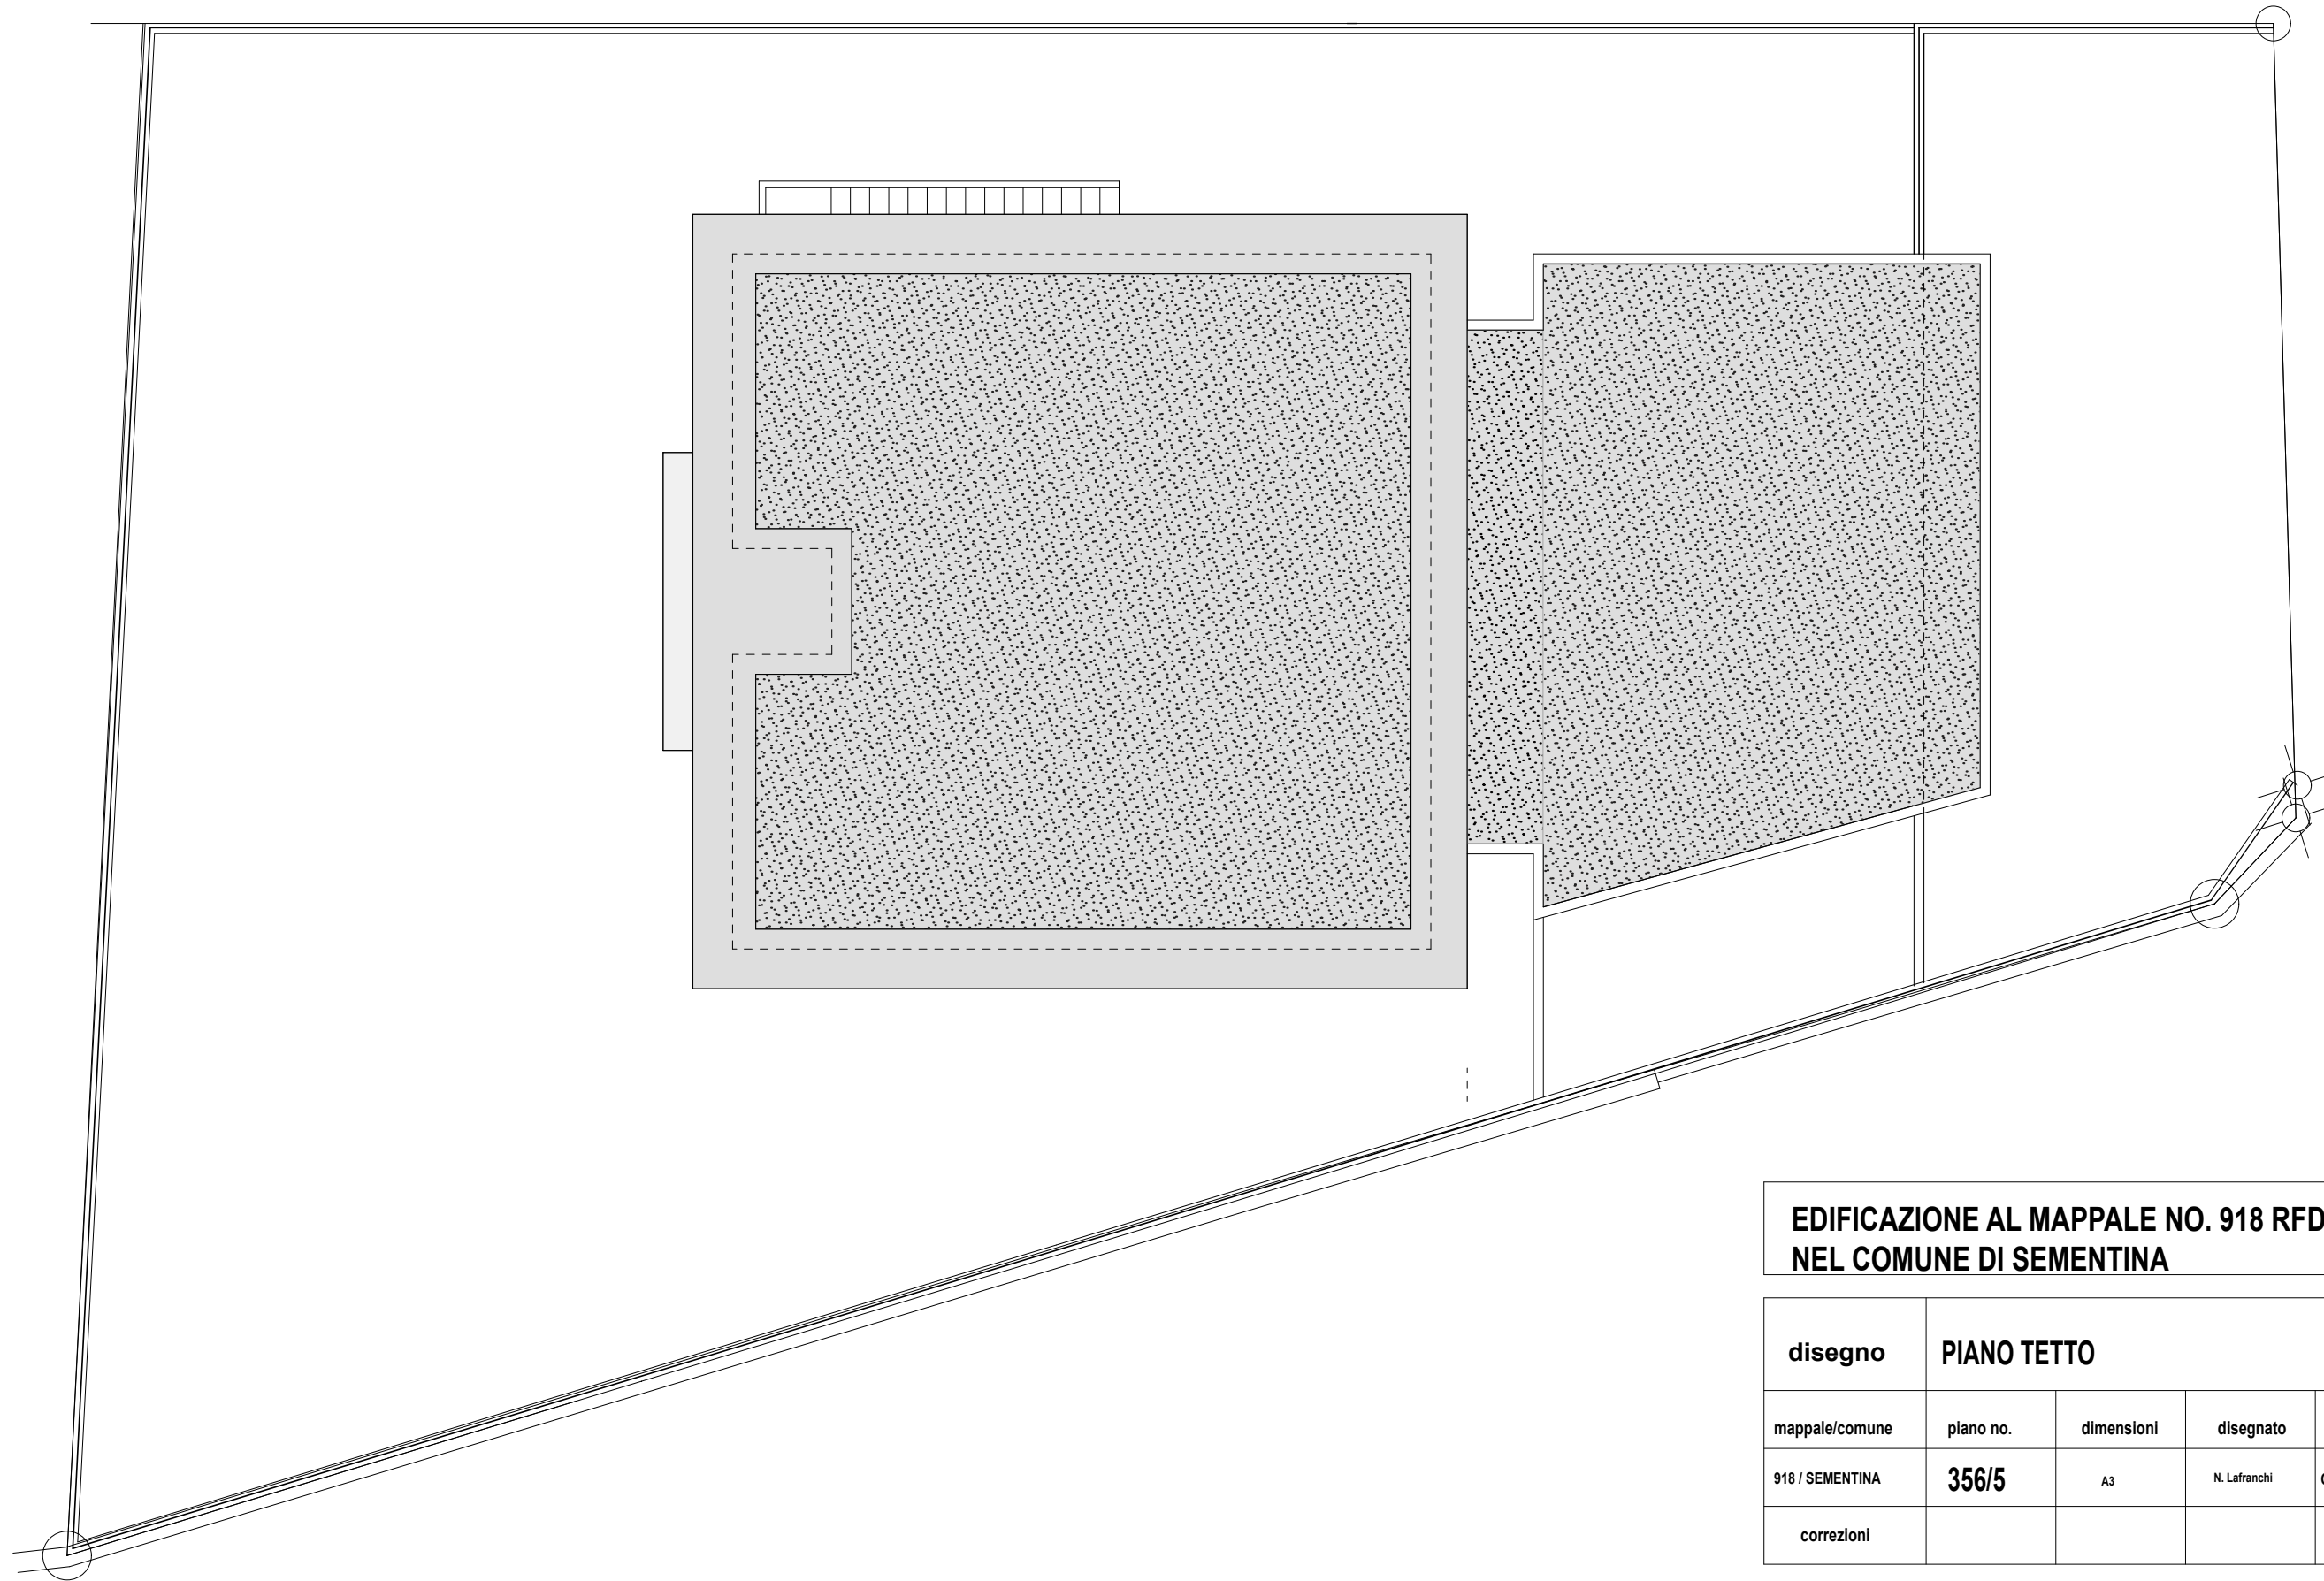 EDIFICAZIONE AL MAPPALE NO. 918 RFD
NEL COMUNE DI SEMENTINA
disegno PIANO TETTO
mappale/comune piano no. dimensioni disegnato
918 / SEMENTINA 356/5 A3 N. Lafranchi
correzioni